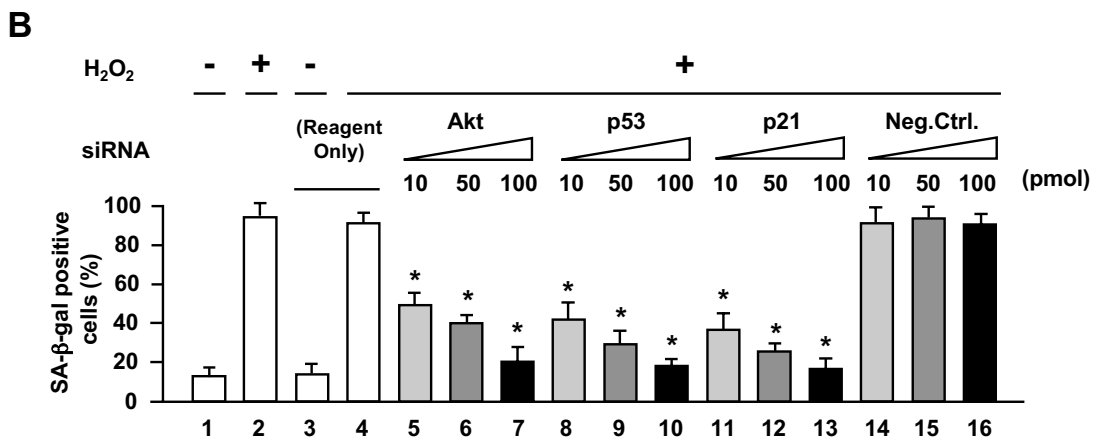 B
H₂O₂ - + - +
(Reagent Only) Akt p53 p21 Neg.Ctrl.
siRNA
10 50 100 10 50 100 10 50 100 10 50 100 (pmol)
SA-β-gal positive
cells (%)
100
80
60
40
20
0
* * * * * * * * *
1 2 3 4 5 6 7 8 9 10 11 12 13 14 15 16